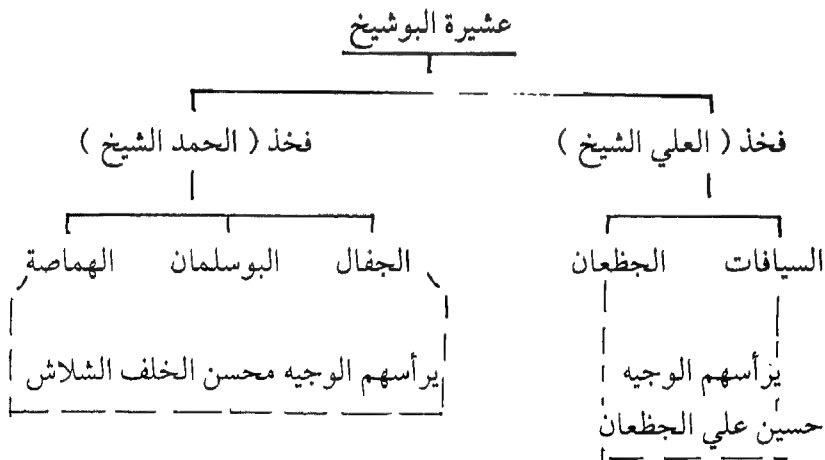 عشيرة البوشيخ
فخذ ( العلي الشيخ ) فخذ ( الحمد الشيخ )
السيافات الجظعان الجفال البوسلمان الهماصة
يرأسهم الوجيه يرأسهم الوجيه محسن الخلف الشلاش
حسين علي الجظعان